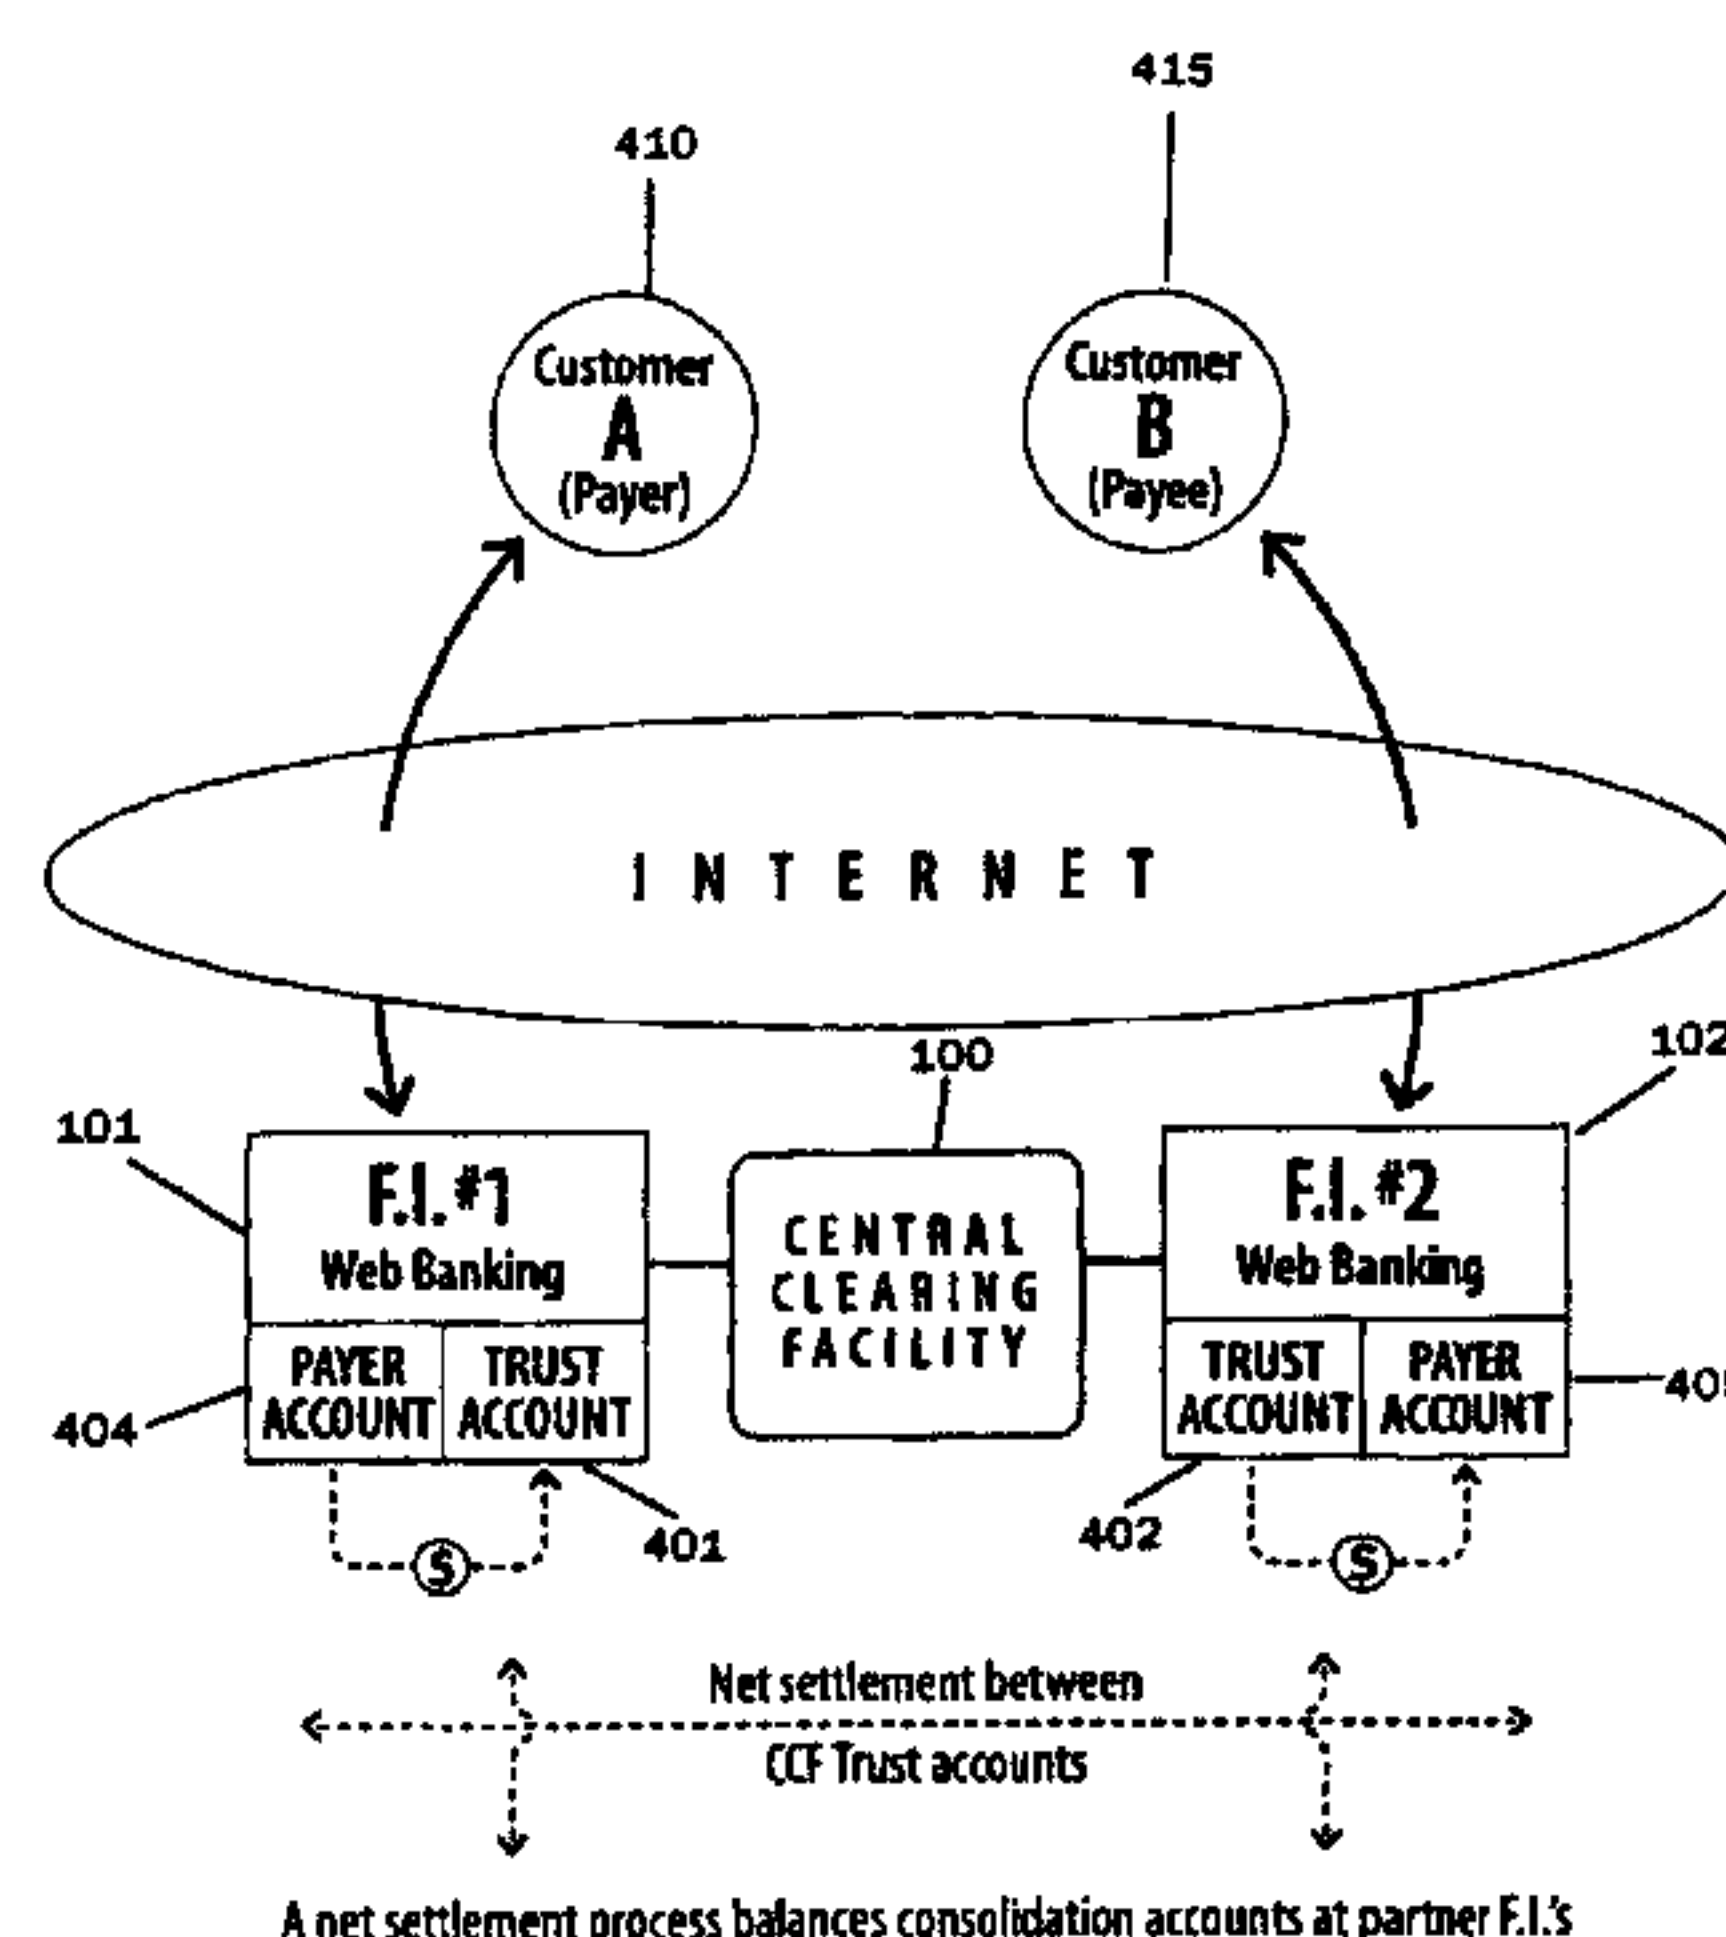 415
410
Customer
A
(Payer)
Customer
B
(Payee)
INTERNET
100
102
101
F.I. #1
Web Banking
CENTRAL
CLEARING
FACILITY
F.I. #2
Web Banking
PAYER
ACCOUNT
TRUST
ACCOUNT
TRUST
ACCOUNT
PAYER
ACCOUNT
404
401
402
$
$
Net settlement between
CCF Trust accounts
A net settlement process balances consolidation accounts at partner F.I.'s